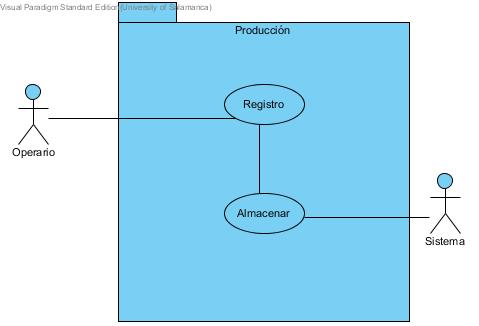 Visual Paradigm Standard Edition(University of Salamanca)
Producción
Registro
Operario
Almacenar
Sistema